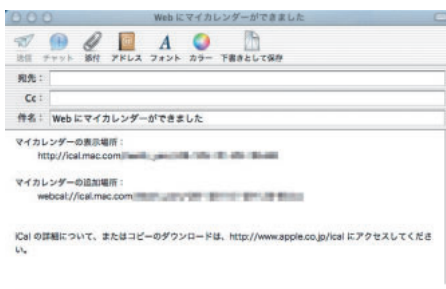 Web にマイカレンダーができました
送信 チャット 添付 アドレス フォント カラー 下書きとして保存
宛先：
Cc：
件名： Web にマイカレンダーができました
マイカレンダーの表示場所：
http://ical.mac.com
マイカレンダーの追加場所：
webcal://ical.mac.com
iCal の詳細について、またはコピーのダウンロードは、http://www.apple.co.jp/ical にアクセスしてくださ
い。